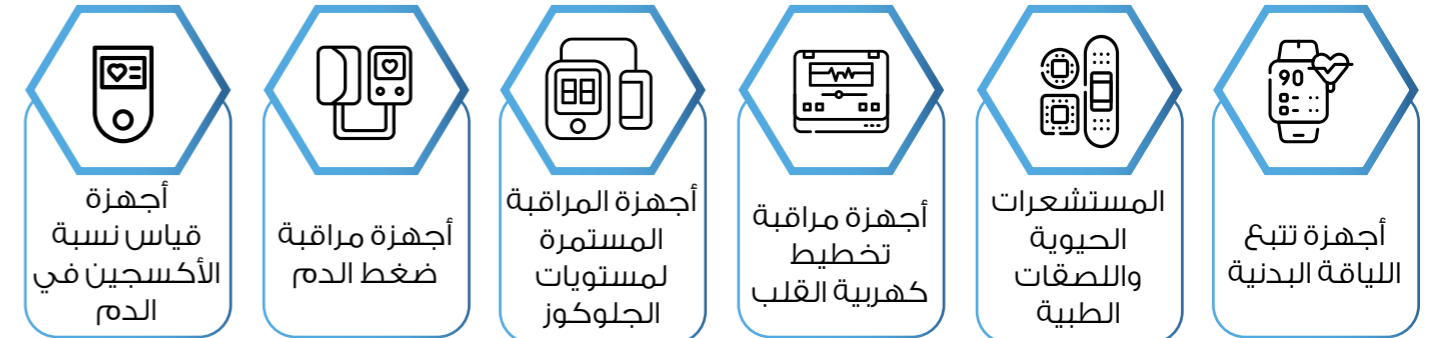 90
أجهزة تتبع
اللياقة البدنية
المستشعرات
الحيوية
واللصقات
الطبية
أجهزة مراقبة
تخطيط
كهربية القلب
أجهزة المراقبة
المستمرة
لمستويات
الجلوكوز
أجهزة مراقبة
ضغط الدم
أجهزة
قياس نسبة
الأكسجين في
الدم